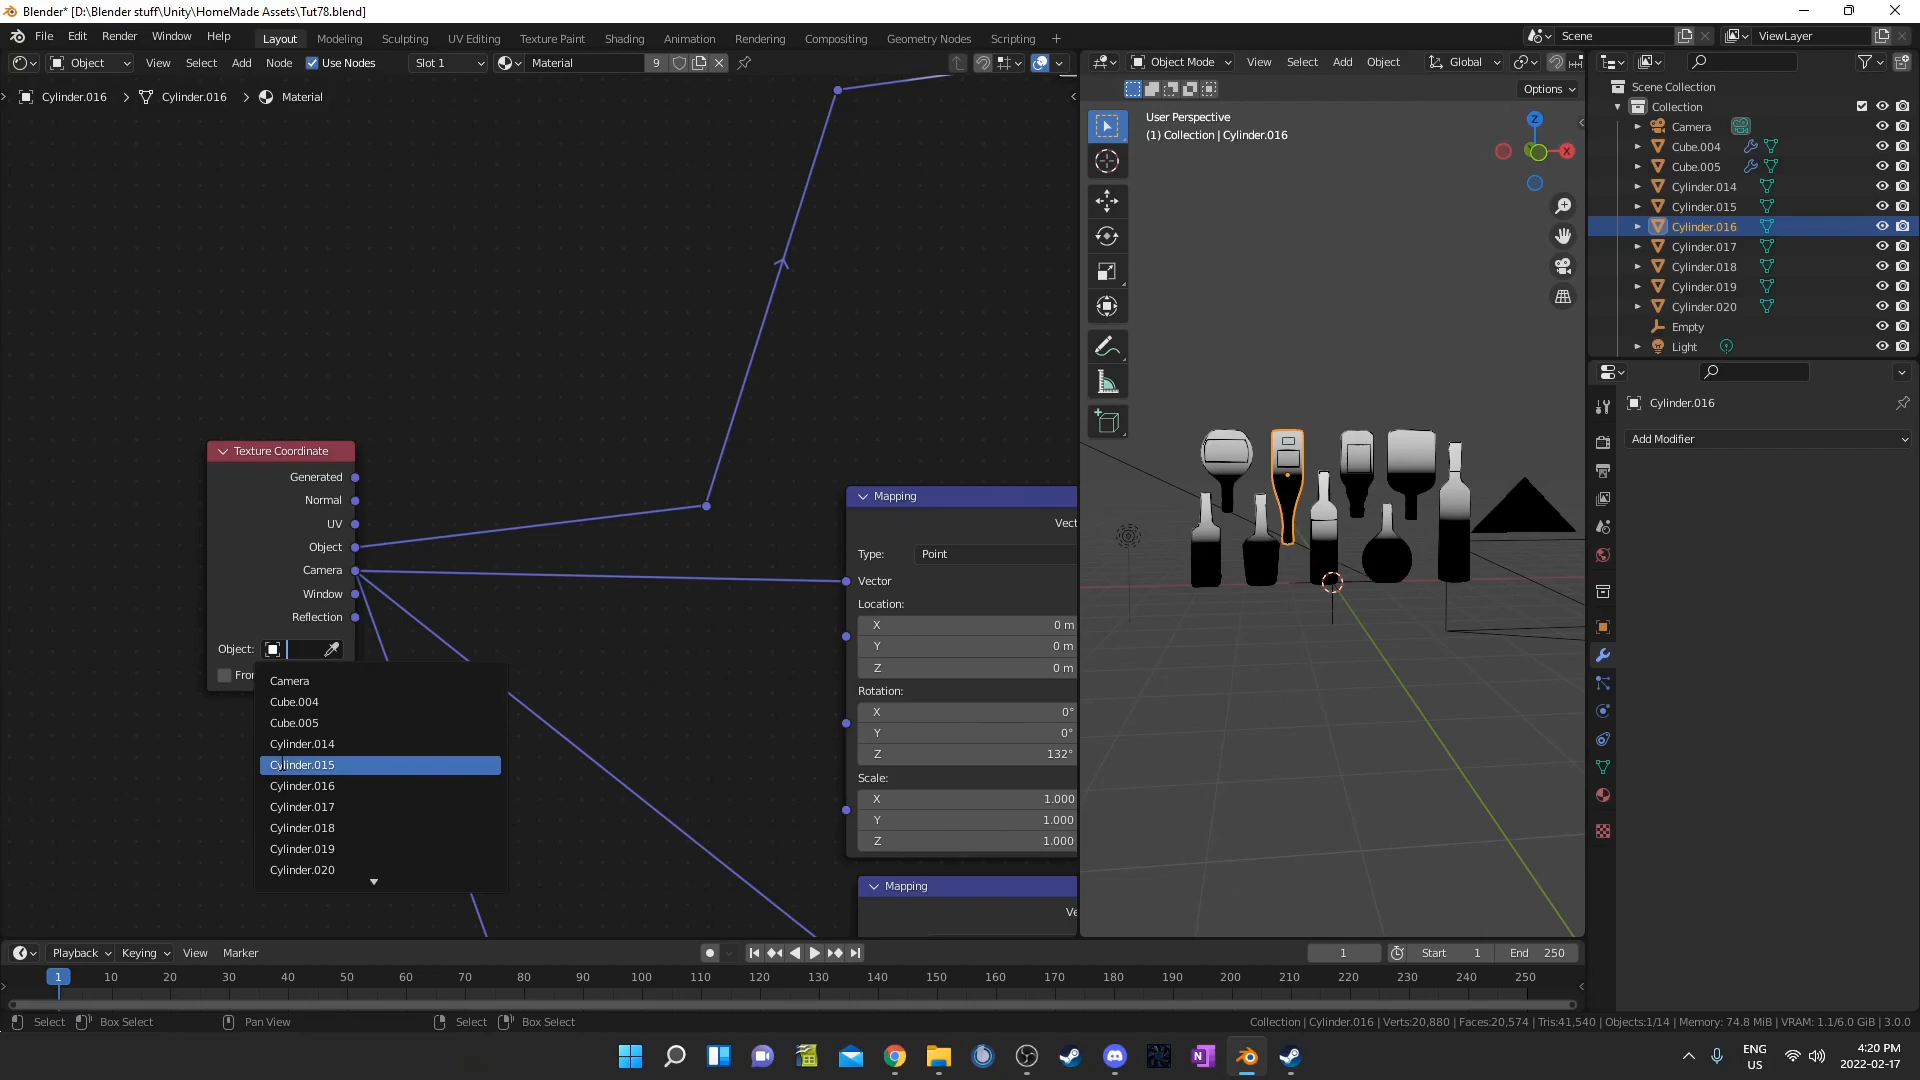 Blender* [D:\Blender stuff\Unity\HomeMade Assets\Tut78.blend]
File Edit Render Window Help Layout Modeling Sculpting UV Editing Texture Paint Shading Animation Rendering Compositing Geometry Nodes Scripting + Scene ViewLayer
Object View Select Add Node Use Nodes Slot 1 Material 9 Object Mode View Select Add Object Global
Cylinder.016 > Cylinder.016 > Material
Options
User Perspective
(1) Collection | Cylinder.016
Z
X
Scene Collection
Collection
Camera
Cube.004
Cube.005
Cylinder.014
Cylinder.015
Cylinder.016
Cylinder.017
Cylinder.018
Cylinder.019
Cylinder.020
Empty
Light
Cylinder.016
Add Modifier
Texture Coordinate
Generated
Normal
UV
Object
Camera
Window
Reflection
Object:
Fro
Camera
Cube.004
Cube.005
Cylinder.014
Cylinder.015
Cylinder.016
Cylinder.017
Cylinder.018
Cylinder.019
Cylinder.020
Mapping
Vect
Type: Point
Vector
Location:
X 0 m
Y 0 m
Z 0 m
Rotation:
X 0°
Y 0°
Z 132°
Scale:
X 1.000
Y 1.000
Z 1.000
Mapping
Ve
Playback Keying View Marker 1 Start 1 End 250
1 10 20 30 40 50 60 70 80 90 100 110 120 130 140 150 160 170 180 190 200 210 220 230 240 250
Select Box Select Pan View Select Box Select Collection | Cylinder.016 | Verts:20,880 | Faces:20,574 | Tris:41,540 | Objects:1/14 | Memory: 74.8 MiB | VRAM: 1.1/6.0 GiB | 3.0.0
ENG
US
4:20 PM
2022-02-17